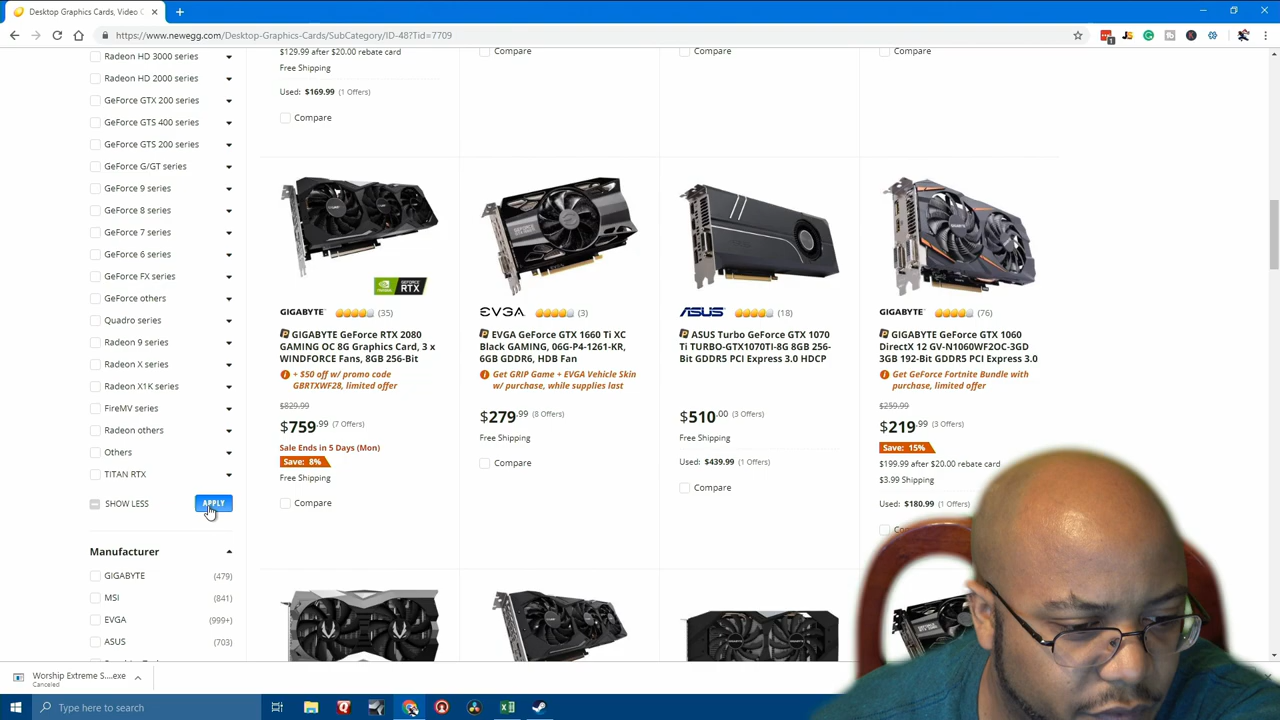 Desktop Graphics Cards, Video C
https://www.newegg.com/Desktop-Graphics-Cards/SubCategory/ID-48?Tid=7709
1
Radeon HD 3000 series
Radeon HD 2000 series
GeForce GTX 200 series
GeForce GTS 400 series
GeForce GTS 200 series
GeForce G/GT series
GeForce 9 series
GeForce 8 series
GeForce 7 series
GeForce 6 series
GeForce FX series
GeForce others
Quadro series
Radeon 9 series
Radeon X series
Radeon X1K series
FireMV series
Radeon others
Others
TITAN RTX
SHOW LESS
APPLY
Manufacturer
GIGABYTE (479)
MSI (841)
EVGA (999+)
ASUS (703)
$129.99 after $20.00 rebate card
Free Shipping
Used: $169.99 (1 Offers)
Compare
Compare
Compare
Compare
NVIDIA GEFORCE RTX
GIGABYTE (35)
GIGABYTE GeForce RTX 2080
GAMING OC 8G Graphics Card, 3 x
WINDFORCE Fans, 8GB 256-Bit
+ $50 off w/ promo code
GBRTXWF28, limited offer
$829.99
$759.99 (7 Offers)
Sale Ends in 5 Days (Mon)
Save: 8%
Free Shipping
Compare
EVGA (3)
EVGA GeForce GTX 1660 Ti XC
Black GAMING, 06G-P4-1261-KR,
6GB GDDR6, HDB Fan
Get GRIP Game + EVGA Vehicle Skin
w/ purchase, while supplies last
$279.99 (8 Offers)
Free Shipping
Compare
ASUS (18)
ASUS Turbo GeForce GTX 1070
Ti TURBO-GTX1070TI-8G 8GB 256-
Bit GDDR5 PCI Express 3.0 HDCP
$510.00 (3 Offers)
Free Shipping
Used: $439.99 (1 Offers)
Compare
GIGABYTE (76)
GIGABYTE GeForce GTX 1060
DirectX 12 GV-N1060WF2OC-3GD
3GB 192-Bit GDDR5 PCI Express 3.0
Get GeForce Fortnite Bundle with
purchase, limited offer
$259.99
$219.99 (3 Offers)
Save: 15%
$199.99 after $20.00 rebate card
$3.99 Shipping
Used: $180.99 (1 Offers)
Worship Extreme S....exe
Canceled
Type here to search